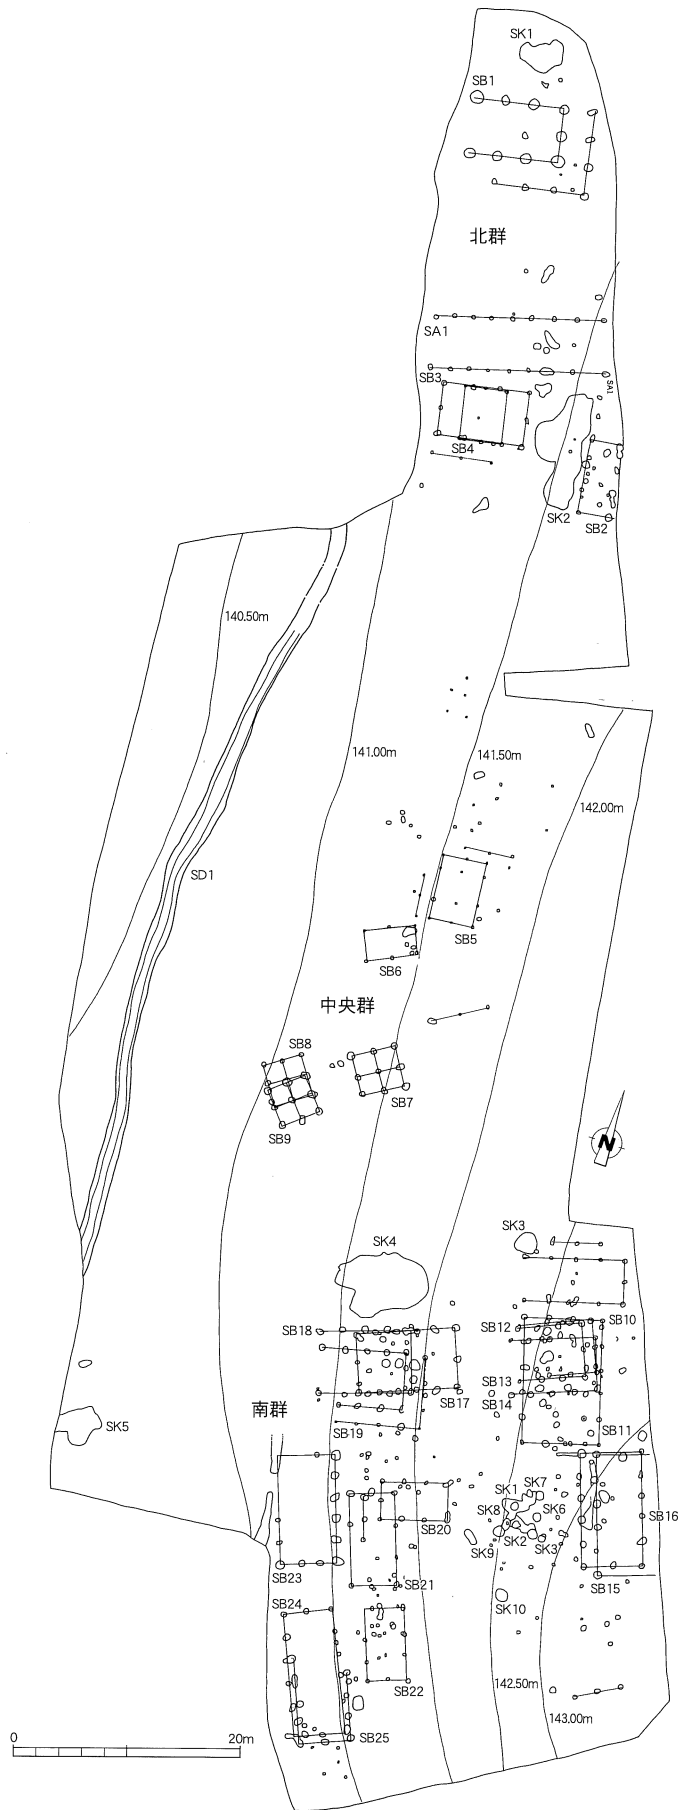 SK1
SB1
北群
SA1
SB3
SA1
SB4
SK2
SB2
140.50m
141.00m
141.50m
142.00m
SD1
SB5
SB6
中央群
SB8
SB7
SB9
N
SK3
SK4
SB18
SB12
SB10
SB13
SB14
SB17
南群
SB19
SB11
SK5
SK1
SK7
SK8
SK6
SB16
SB20
SK9
SK2
SK3
SB23
SB21
SB15
SB24
SK10
SB22
142.50m
143.00m
SB25
0
20m